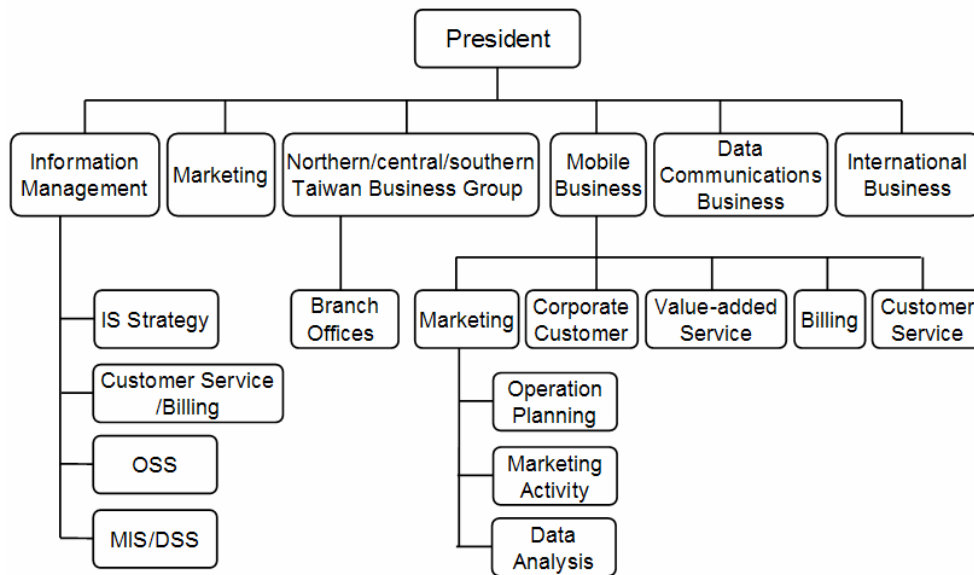 President
Information
Management
Marketing
Northern/central/southern
Taiwan Business Group
Mobile
Business
Data
Communications
Business
International
Business
IS Strategy
Customer Service
/Billing
OSS
MIS/DSS
Branch
Offices
Marketing
Corporate
Customer
Value-added
Service
Billing
Customer
Service
Operation
Planning
Marketing
Activity
Data
Analysis